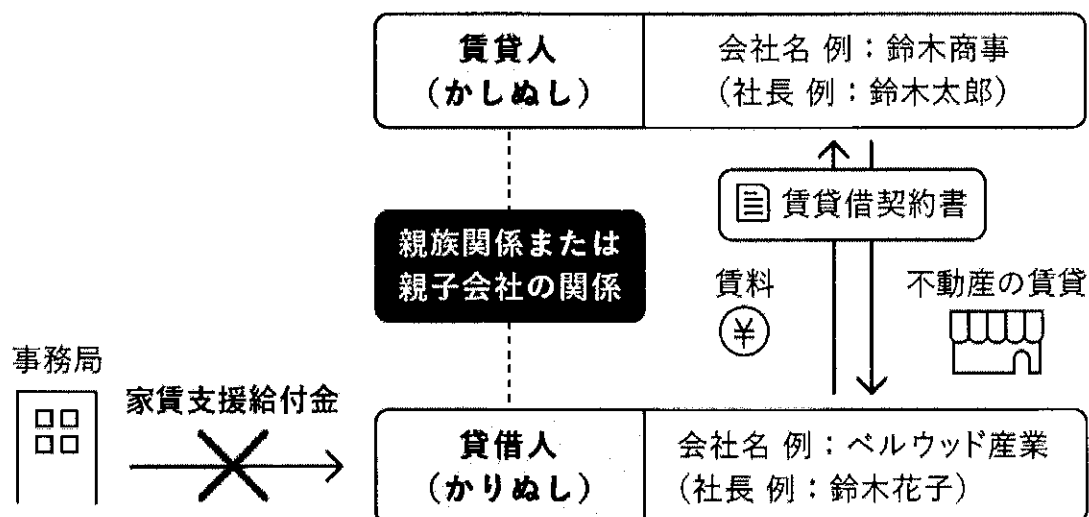 賃貸人
(かしぬし)
会社名 例：鈴木商事
(社長 例：鈴木太郎)
賃貸借契約書
親族関係または
親子会社の関係
賃料
¥
不動産の賃貸
事務局
家賃支援給付金
貸借人
(かりぬし)
会社名 例：ベルウッド産業
(社長 例：鈴木花子)